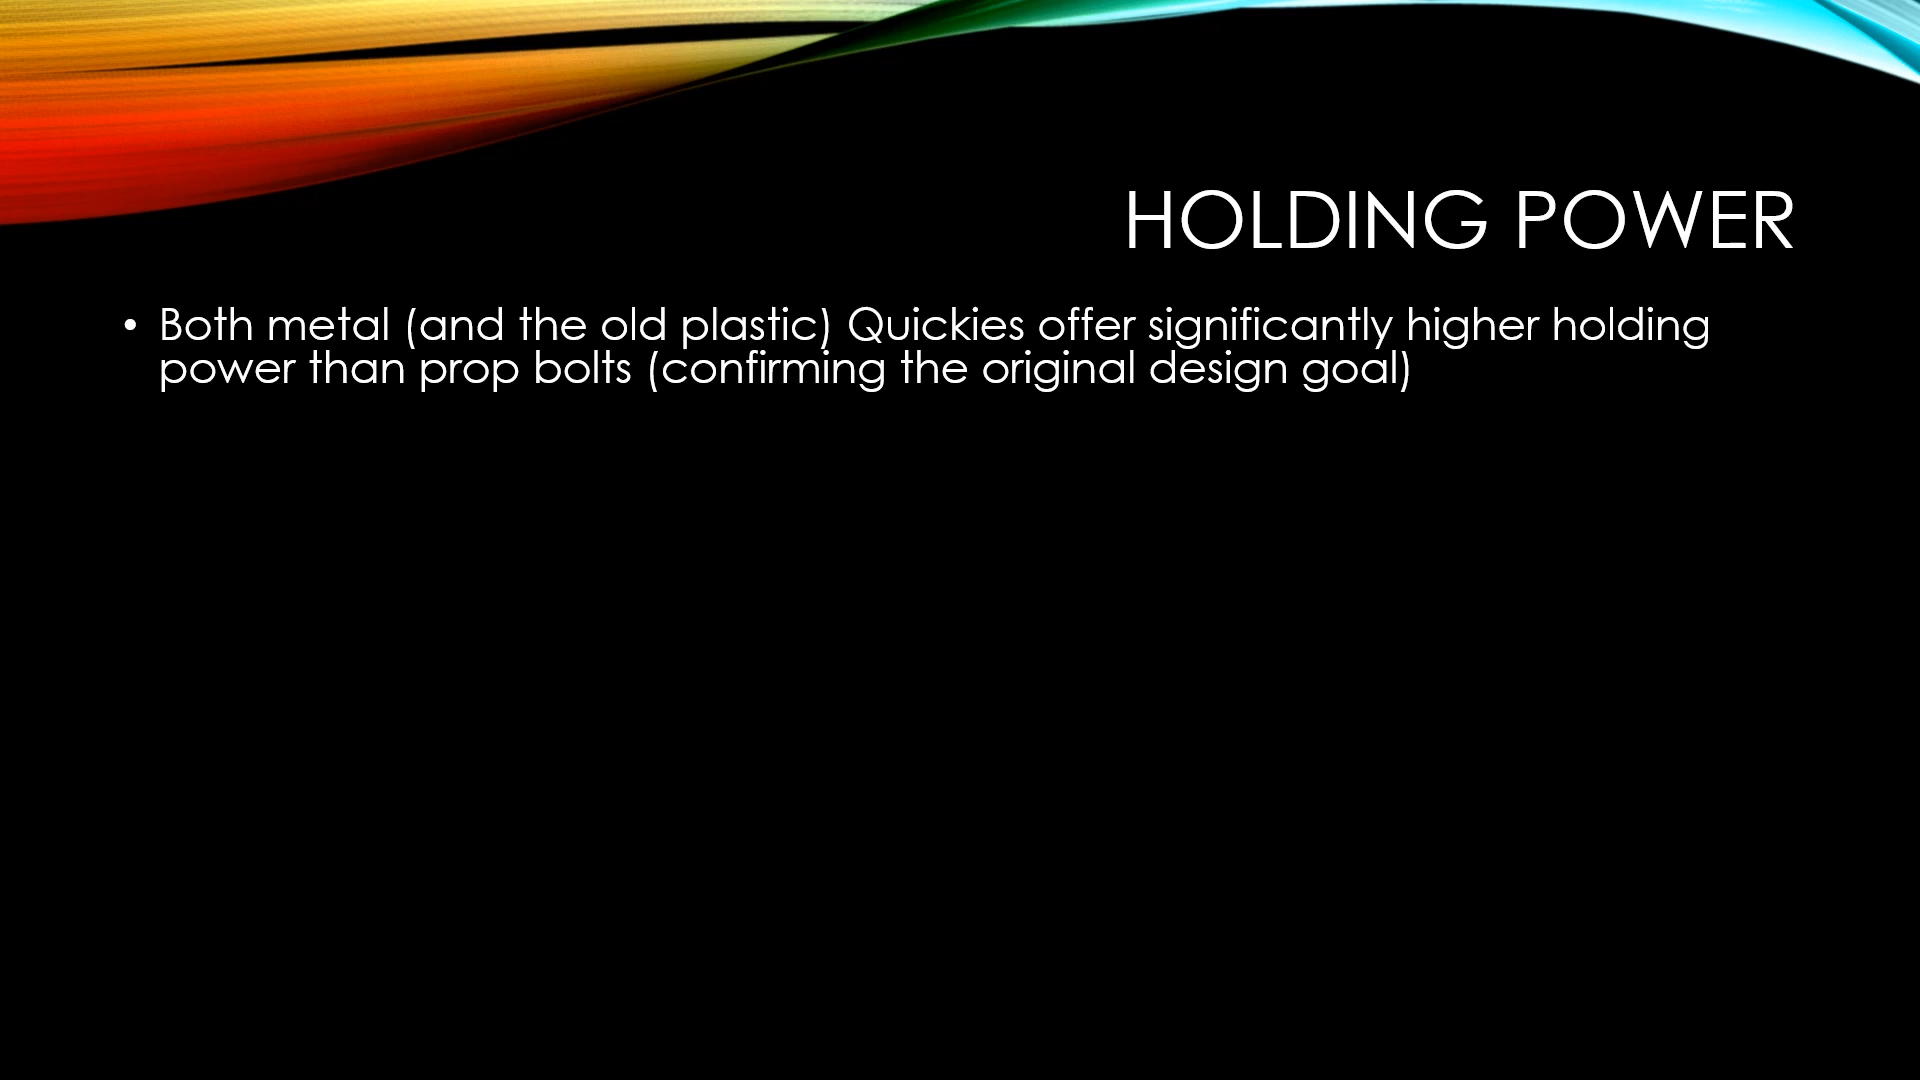 HOLDING POWER
• Both metal (and the old plastic) Quickies offer significantly higher holding
power than prop bolts (confirming the original design goal)